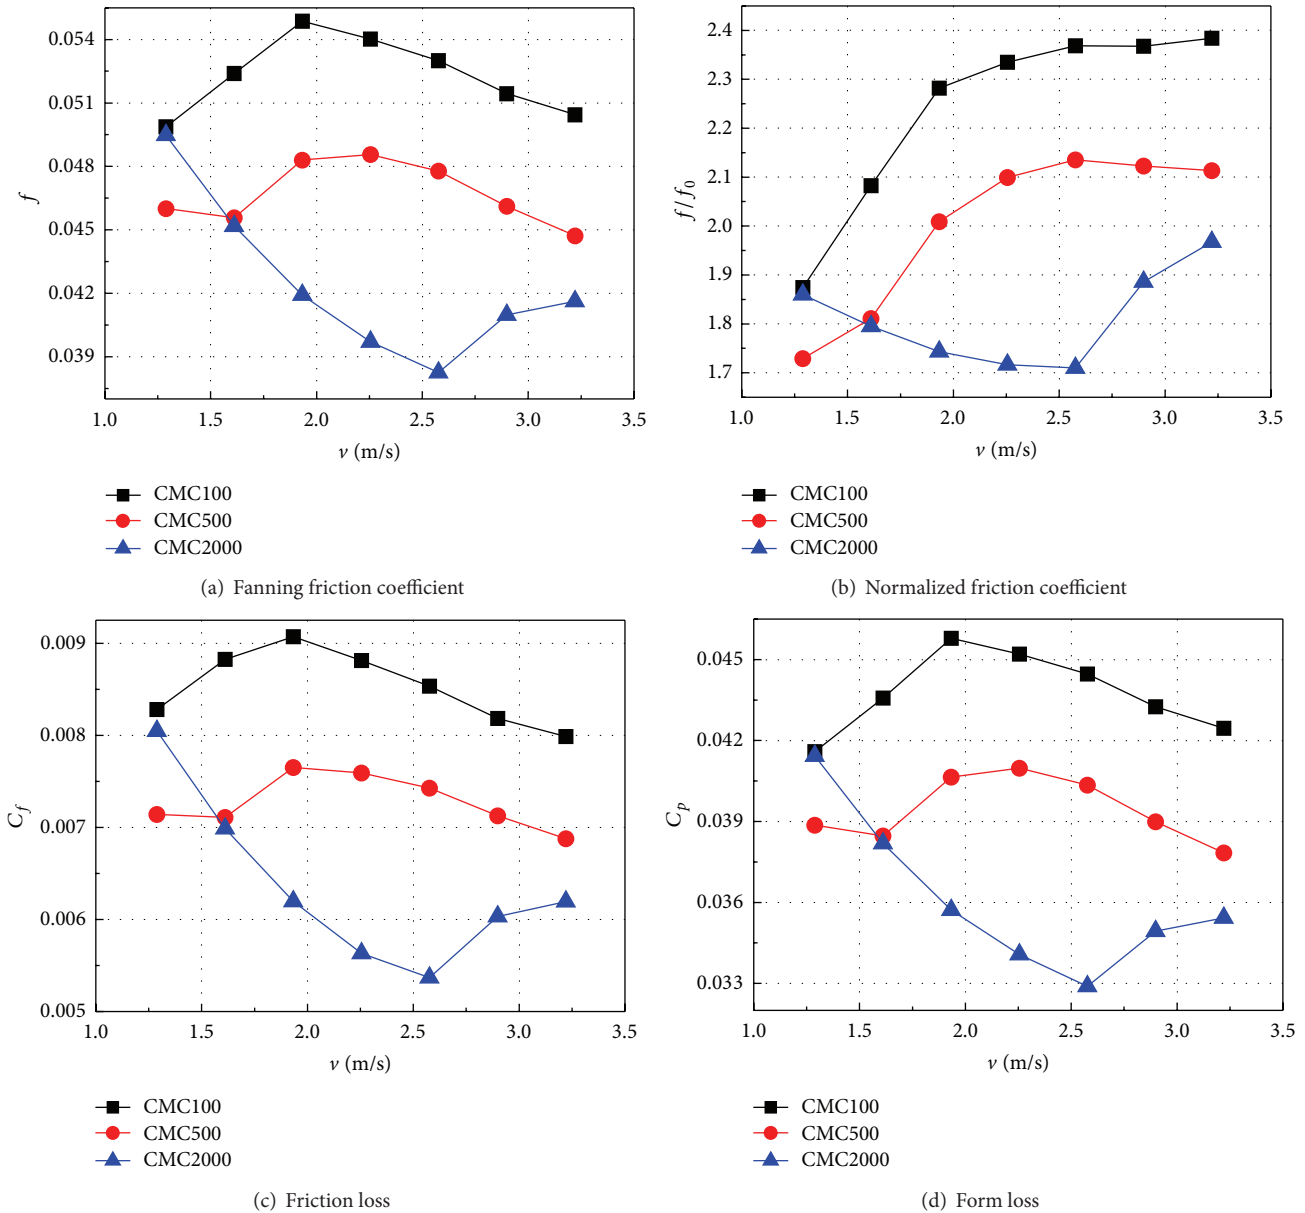 0.054
0.051
0.048
0.045
0.042
0.039
f
1.0 1.5 2.0 2.5 3.0 3.5
v (m/s)
CMC100
CMC500
CMC2000
(a) Fanning friction coefficient
2.4
2.3
2.2
2.1
2.0
1.9
1.8
1.7
f/f₀
1.0 1.5 2.0 2.5 3.0 3.5
v (m/s)
CMC100
CMC500
CMC2000
(b) Normalized friction coefficient
0.009
0.008
0.007
0.006
0.005
C_f
1.0 1.5 2.0 2.5 3.0 3.5
v (m/s)
CMC100
CMC500
CMC2000
(c) Friction loss
0.045
0.042
0.039
0.036
0.033
C_p
1.0 1.5 2.0 2.5 3.0 3.5
v (m/s)
CMC100
CMC500
CMC2000
(d) Form loss